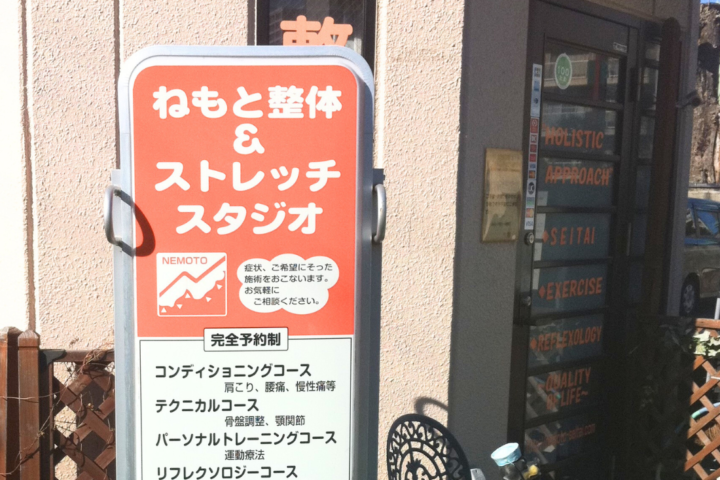 整
ねもと整体
&
ストレッチ
スタジオ
NEMOTO
症状、ご希望にそった
施術をおこないます。
お気軽に
ご相談ください。
完全予約制
コンディショニングコース
肩こり、腰痛、慢性痛等
テクニカルコース
骨盤調整、顎関節
パーソナルトレーニングコース
運動療法
リフレクソロジーコース
HOLISTIC
APPROACH
SEITAI
EXERCISE
REFLEXOLOGY
QUALITY
LIFE~